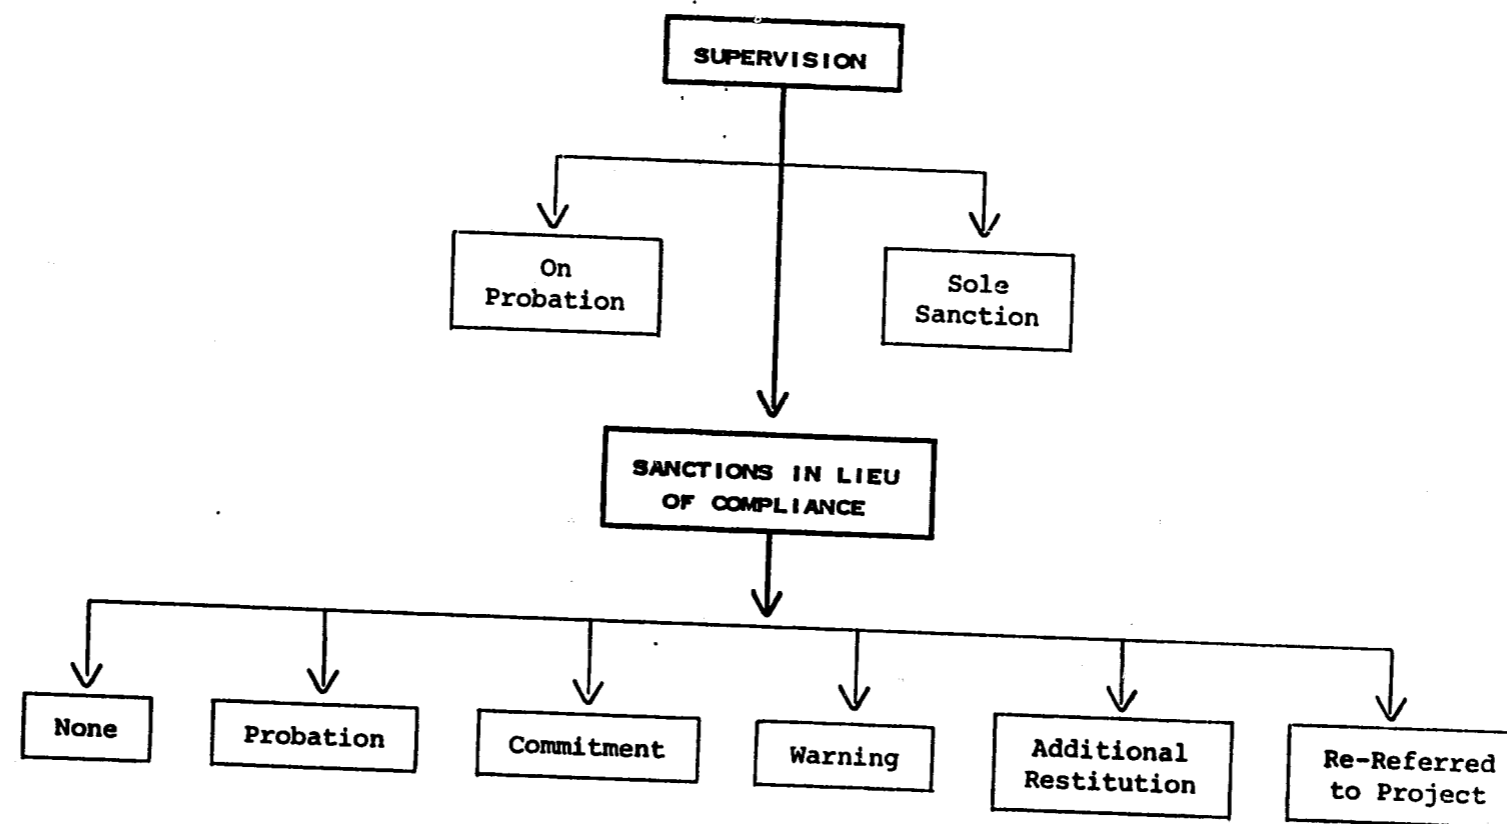 SUPERVISION
On
Probation
Sole
Sanction
SANCTIONS IN LIEU
OF COMPLIANCE
None
Probation
Commitment
Warning
Additional
Restitution
Re-Referred
to Project